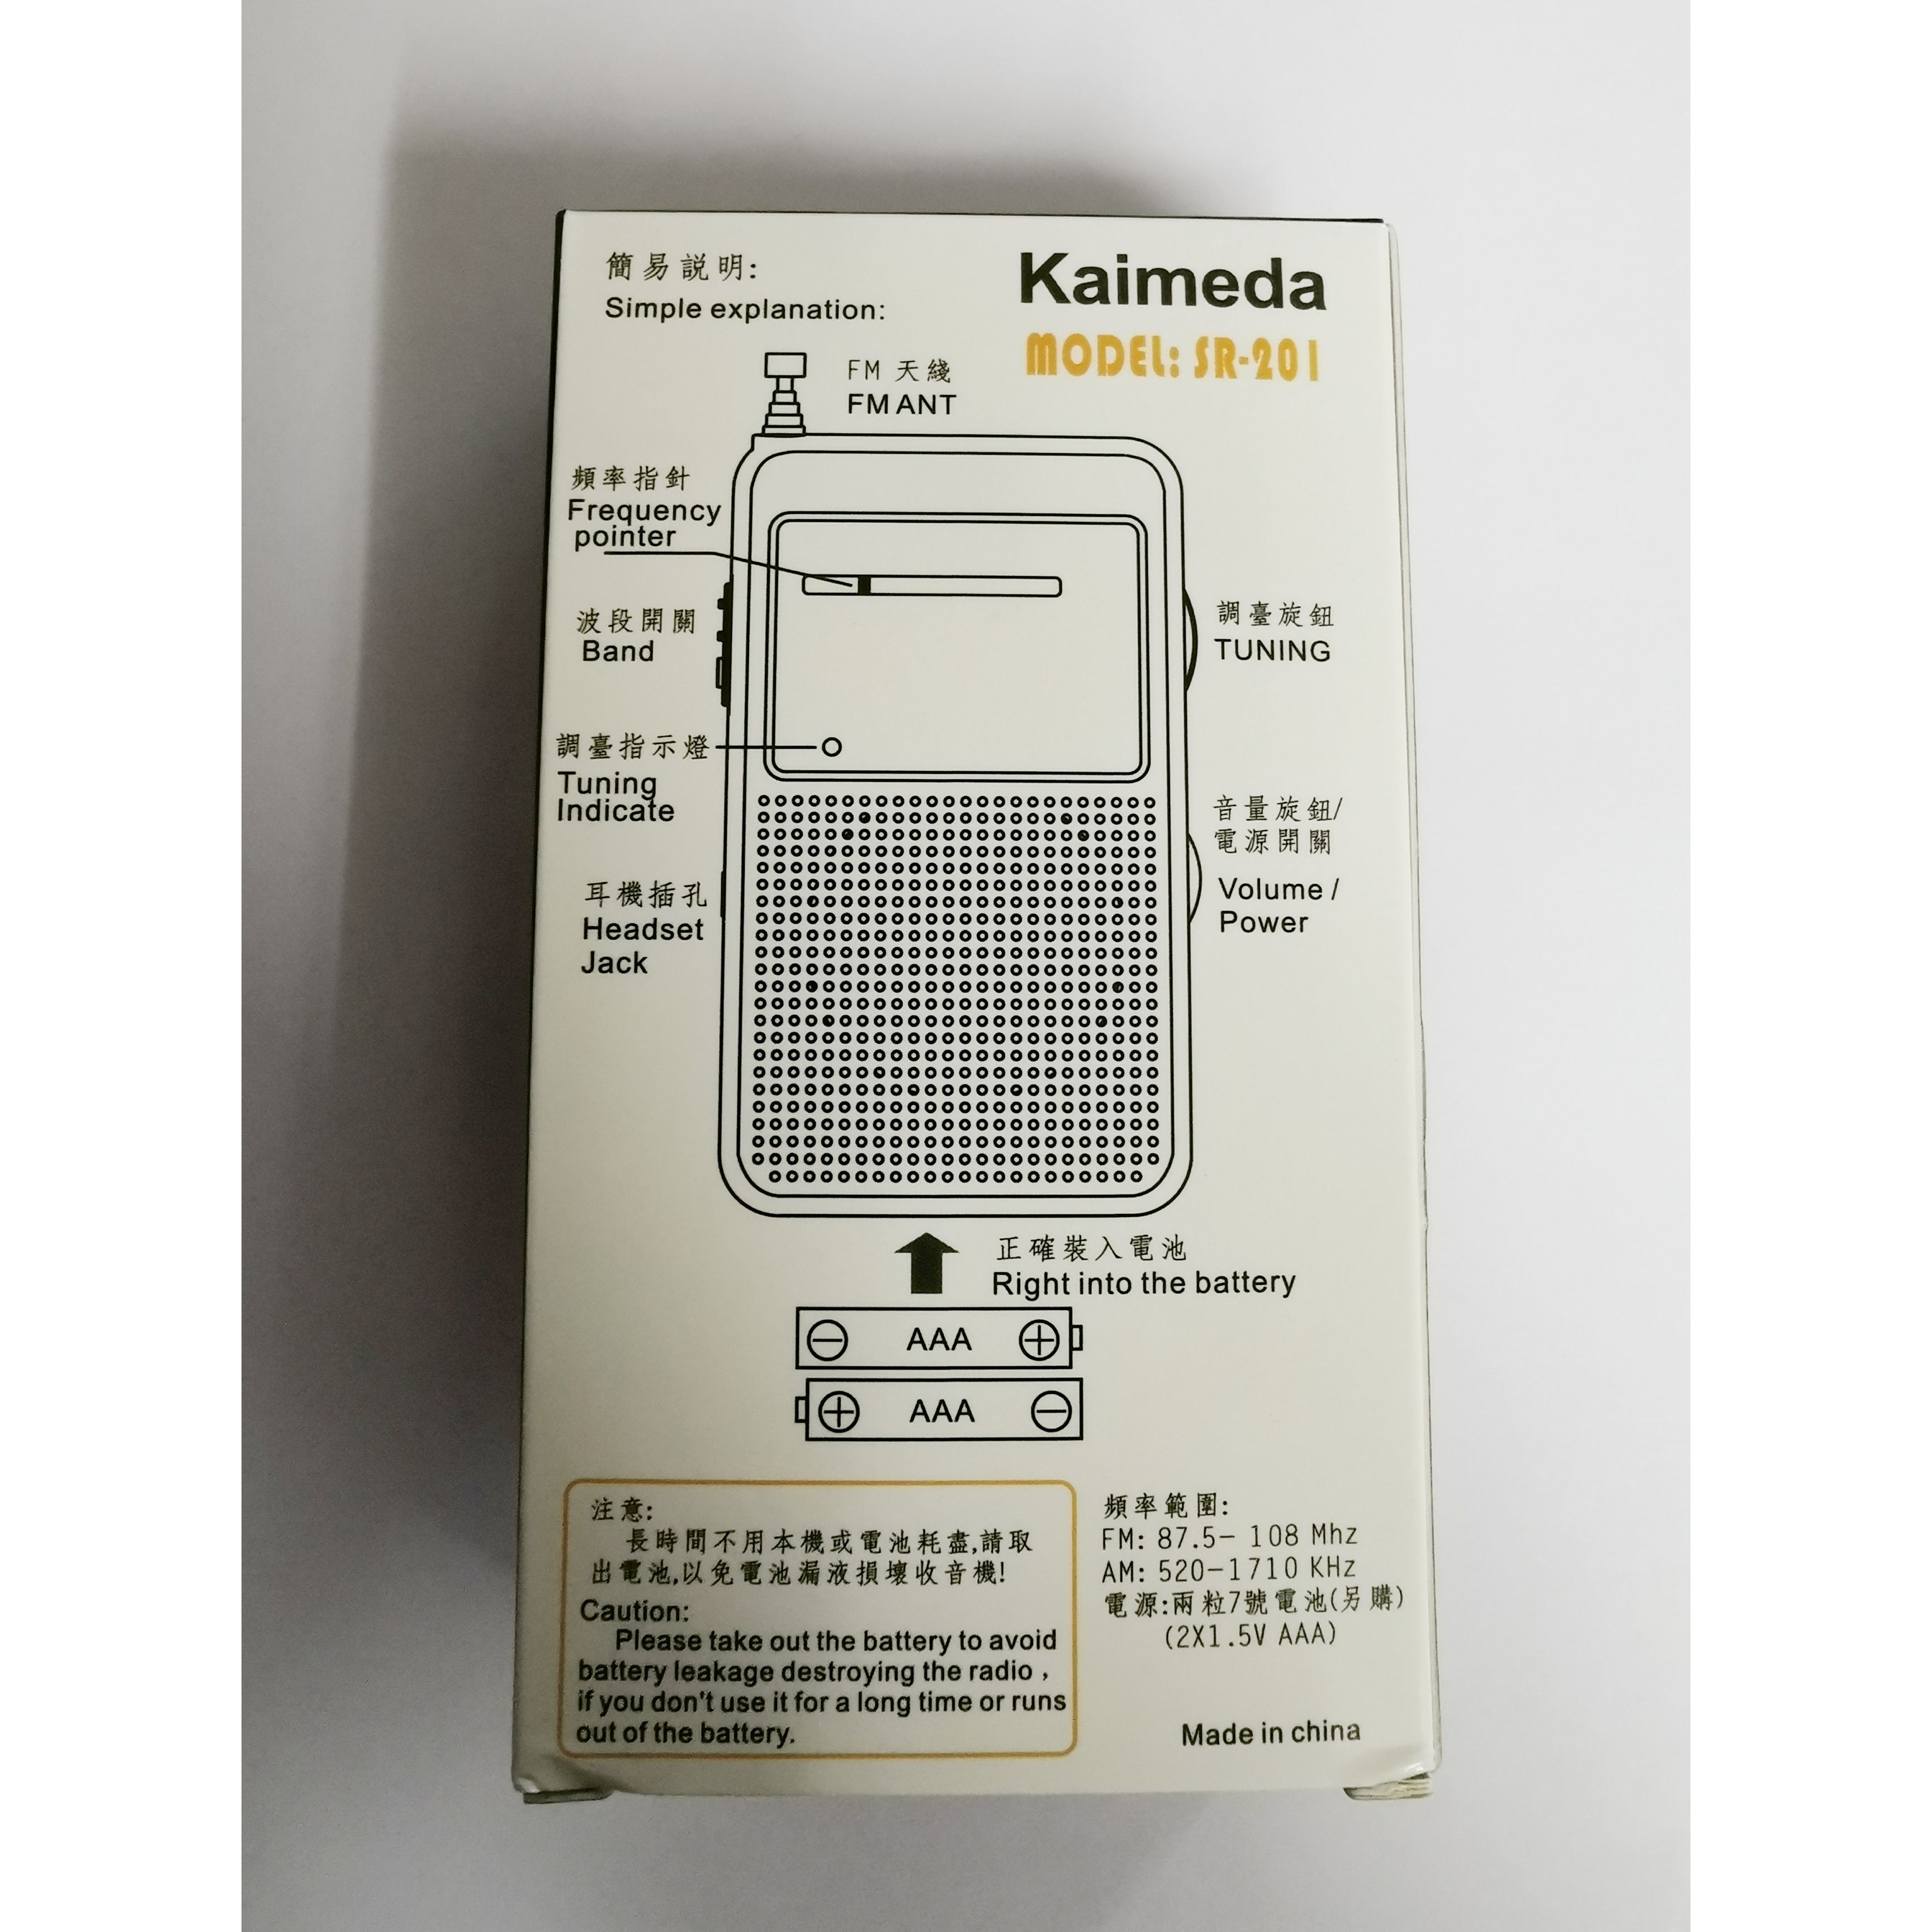 簡易説明:
Simple explanation:
Kaimeda
MODEL: SR-201
FM 天綫
FM ANT
頻率指針
Frequency
pointer
波段開關
Band
調臺旋鈕
TUNING
調臺指示燈
Tuning
Indicate
音量旋鈕/
電源開關
Volume /
Power
耳機插孔
Headset
Jack
正確裝入電池
Right into the battery
AAA
AAA
注意:
長時間不用本機或電池耗盡,請取
出電池,以免電池漏液損壞收音機!
Caution:
Please take out the battery to avoid
battery leakage destroying the radio ,
if you don't use it for a long time or runs
out of the battery.
頻率範圍:
FM: 87.5- 108 Mhz
AM: 520-1710 KHz
電源:兩粒7號電池(另購)
(2X1.5V AAA)
Made in china